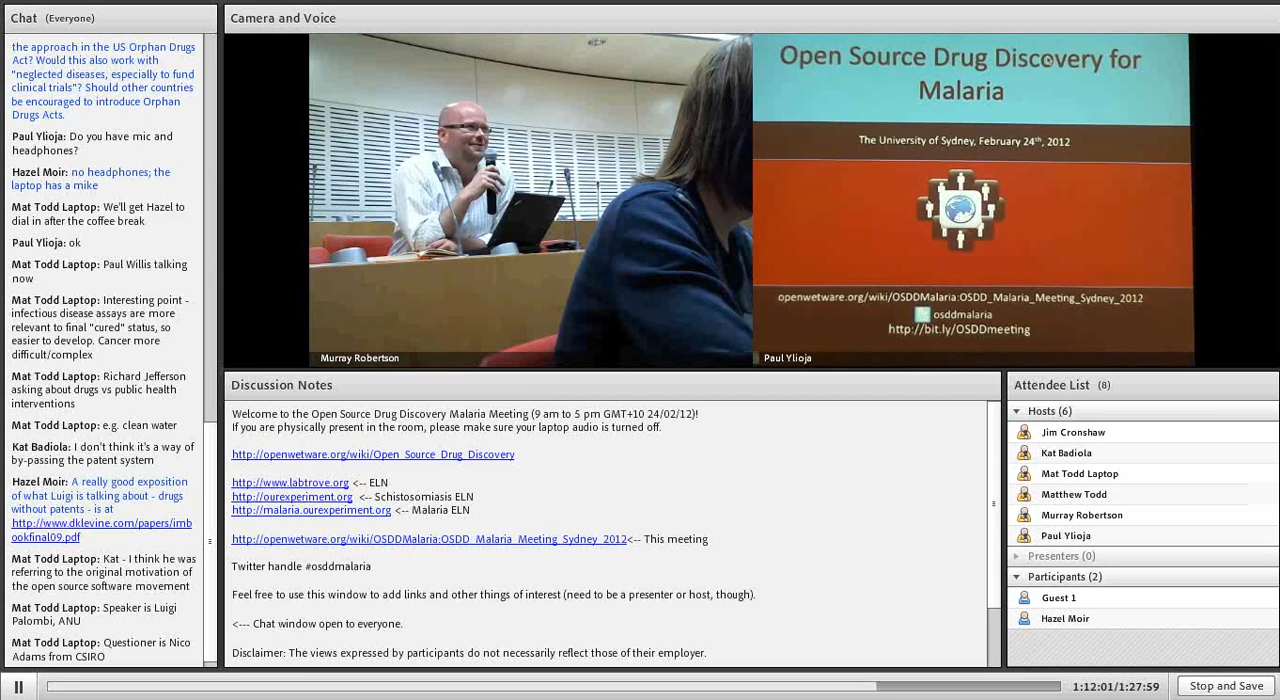 Chat (Everyone)
the approach in the US Orphan Drugs
Act? Would this also work with
"neglected diseases, especially to fund
clinical trials"? Should other countries
be encouraged to introduce Orphan
Drugs Acts.
Paul Ylioja: Do you have mic and
headphones?
Hazel Moir: no headphones; the
laptop has a mike
Mat Todd Laptop: We'll get Hazel to
dial in after the coffee break
Paul Ylioja: ok
Mat Todd Laptop: Paul Willis talking
now
Mat Todd Laptop: Interesting point -
infectious disease assays are more
relevant to final "cured" status, so
easier to develop. Cancer more
difficult/complex
Mat Todd Laptop: Richard Jefferson
asking about drugs vs public health
interventions
Mat Todd Laptop: e.g. clean water
Kat Badiola: I don't think it's a way of
by-passing the patent system
Hazel Moir: A really good exposition
of what Luigi is talking about - drugs
without patents - is at
http://www.dklevine.com/papers/imb
ookfinal09.pdf
Mat Todd Laptop: Kat - I think he was
referring to the original motivation of
the open source software movement
Mat Todd Laptop: Speaker is Luigi
Palombi, ANU
Mat Todd Laptop: Questioner is Nico
Adams from CSIRO
Camera and Voice
Murray Robertson
Open Source Drug Discovery for
Malaria
The University of Sydney, February 24th, 2012
openwetware.org/wiki/OSDDMalaria:OSDD_Malaria_Meeting_Sydney_2012
osddmalaria
http://bit.ly/OSDDmeeting
Paul Ylioja
Discussion Notes
Welcome to the Open Source Drug Discovery Malaria Meeting (9 am to 5 pm GMT+10 24/02/12)!
If you are physically present in the room, please make sure your laptop audio is turned off.
http://openwetware.org/wiki/Open_Source_Drug_Discovery
http://www.labtrove.org <-- ELN
http://ourexperiment.org <-- Schistosomiasis ELN
http://malaria.ourexperiment.org <-- Malaria ELN
http://openwetware.org/wiki/OSDDMalaria:OSDD_Malaria_Meeting_Sydney_2012<-- This meeting
Twitter handle #osddmalaria
Feel free to use this window to add links and other things of interest (need to be a presenter or host, though).
<--- Chat window open to everyone.
Disclaimer: The views expressed by participants do not necessarily reflect those of their employer.
Attendee List (8)
Hosts (6)
Jim Cronshaw
Kat Badiola
Mat Todd Laptop
Matthew Todd
Murray Robertson
Paul Ylioja
Presenters (0)
Participants (2)
Guest 1
Hazel Moir
1:12:01/1:27:59
Stop and Save